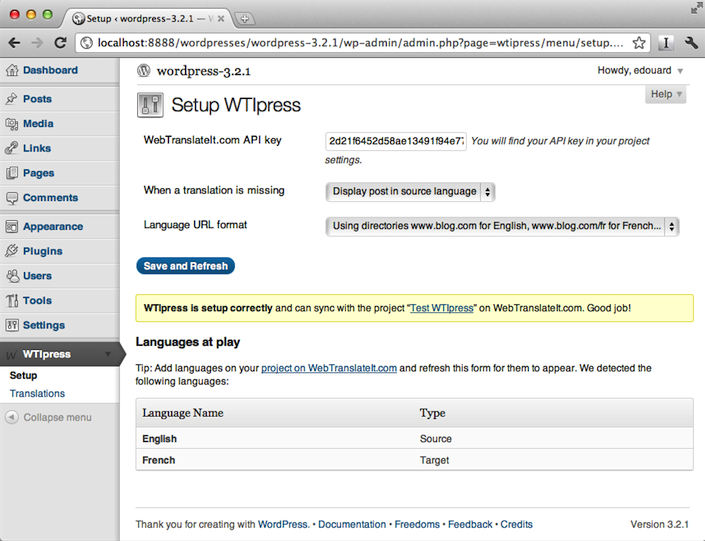 Setup ‹ wordpress-3.2.1 — W
localhost:8888/wordpresses/wordpress-3.2.1/wp-admin/admin.php?page=wtipress/menu/setup....
Dashboard
Posts
Media
Links
Pages
Comments
Appearance
Plugins
Users
Tools
Settings
WTIpress
Setup
Translations
Collapse menu
wordpress-3.2.1
Howdy, edouard
Help
Setup WTIpress
WebTranslateIt.com API key
2d21f6452d58ae13491f94e77 You will find your API key in your project
settings.
When a translation is missing
Display post in source language
Language URL format
Using directories www.blog.com for English, www.blog.com/fr for French...
Save and Refresh
WTIpress is setup correctly and can sync with the project "Test WTIpress" on WebTranslateIt.com. Good job!
Languages at play
Tip: Add languages on your project on WebTranslateIt.com and refresh this form for them to appear. We detected the
following languages:
Language Name Type
English Source
French Target
Thank you for creating with WordPress. • Documentation • Freedoms • Feedback • Credits
Version 3.2.1